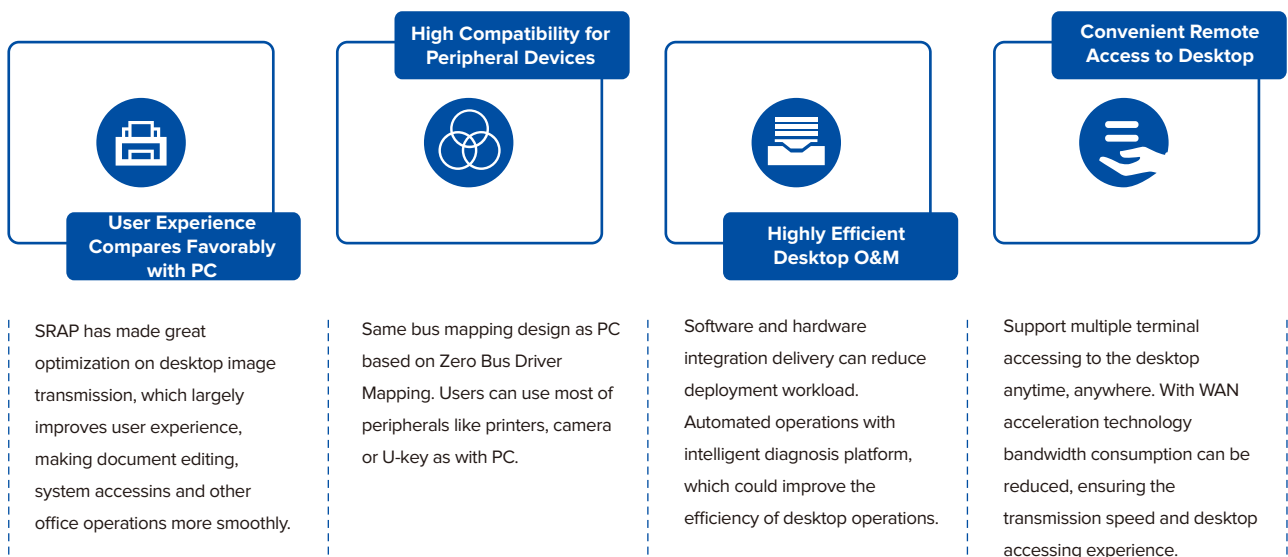 User Experience
Compares Favorably
with PC
SRAP has made great
optimization on desktop image
transmission, which largely
improves user experience,
making document editing,
system accessins and other
office operations more smoothly.
High Compatibility for
Peripheral Devices
Same bus mapping design as PC
based on Zero Bus Driver
Mapping. Users can use most of
peripherals like printers, camera
or U-key as with PC.
Highly Efficient
Desktop O&M
Software and hardware
integration delivery can reduce
deployment workload.
Automated operations with
intelligent diagnosis platform,
which could improve the
efficiency of desktop operations.
Convenient Remote
Access to Desktop
Support multiple terminal
accessing to the desktop
anytime, anywhere. With WAN
acceleration technology
bandwidth consumption can be
reduced, ensuring the
transmission speed and desktop
accessing experience.